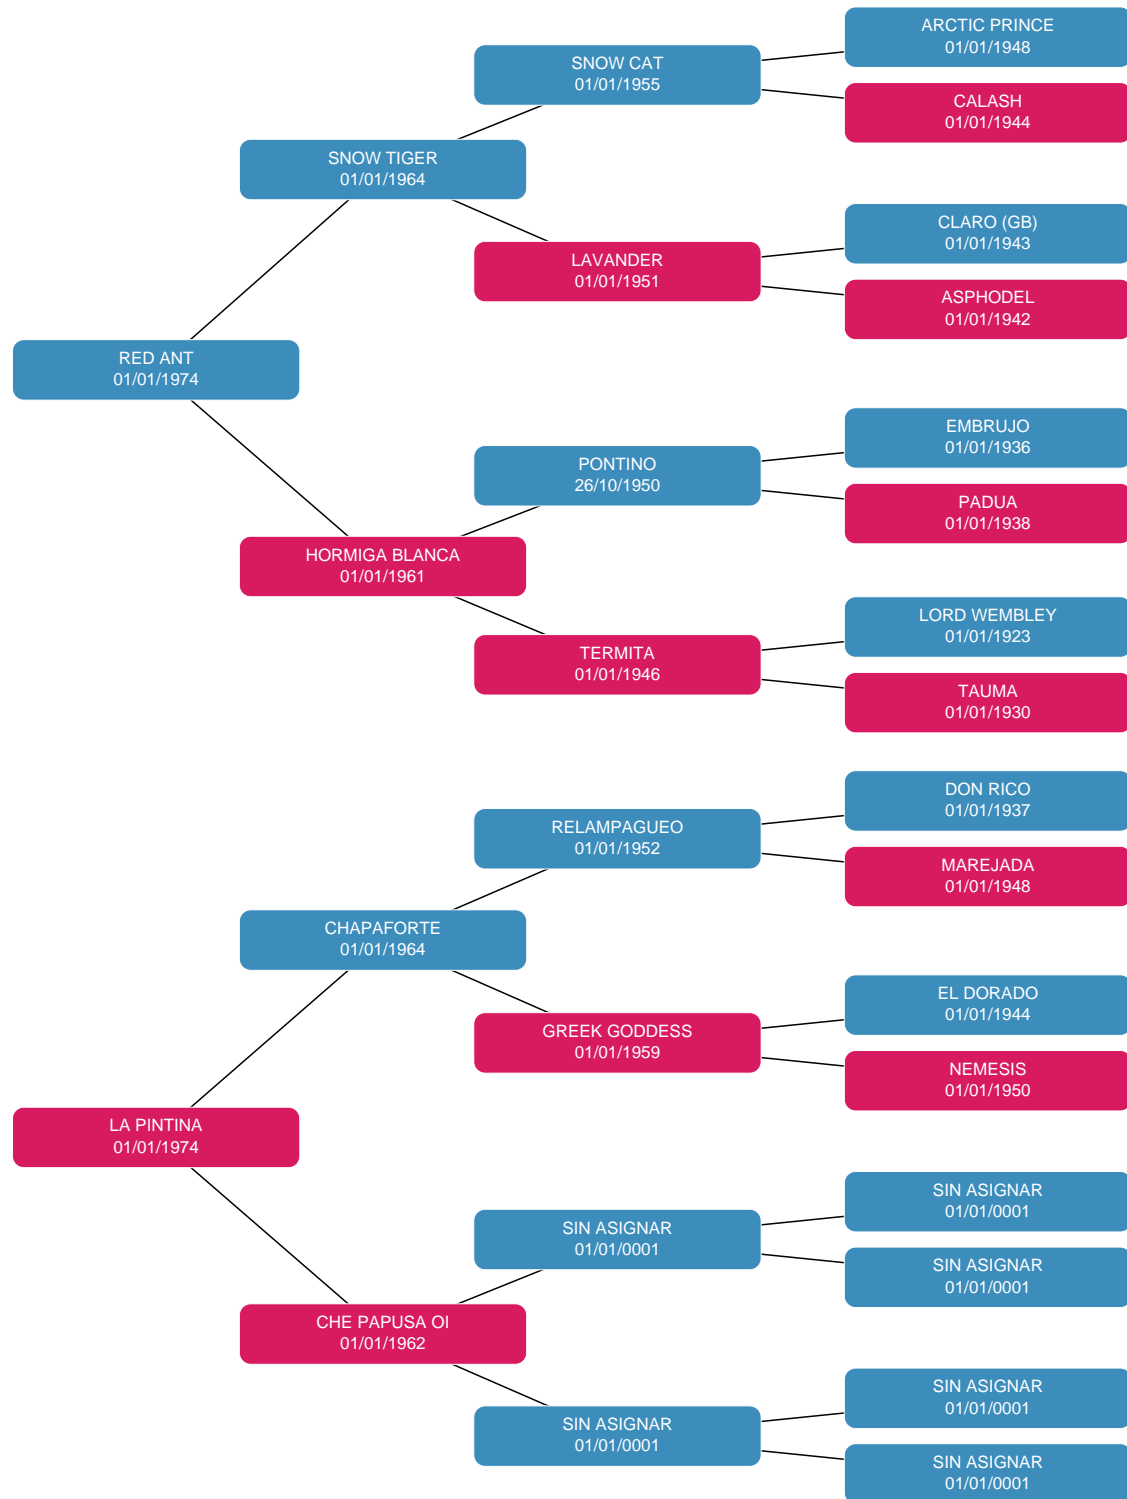 ARCTIC PRINCE
01/01/1948
SNOW CAT
01/01/1955
CALASH
01/01/1944
SNOW TIGER
01/01/1964
CLARO (GB)
01/01/1943
LAVANDER
01/01/1951
ASPHODEL
01/01/1942
RED ANT
01/01/1974
EMBRUJO
01/01/1936
PONTINO
26/10/1950
PADUA
01/01/1938
HORMIGA BLANCA
01/01/1961
LORD WEMBLEY
01/01/1923
TERMITA
01/01/1946
TAUMA
01/01/1930
DON RICO
01/01/1937
RELAMPAGUEO
01/01/1952
MAREJADA
01/01/1948
CHAPAFORTE
01/01/1964
EL DORADO
01/01/1944
GREEK GODDESS
01/01/1959
NEMESIS
01/01/1950
LA PINTINA
01/01/1974
SIN ASIGNAR
01/01/0001
SIN ASIGNAR
01/01/0001
SIN ASIGNAR
01/01/0001
CHE PAPUSA OI
01/01/1962
SIN ASIGNAR
01/01/0001
SIN ASIGNAR
01/01/0001
SIN ASIGNAR
01/01/0001